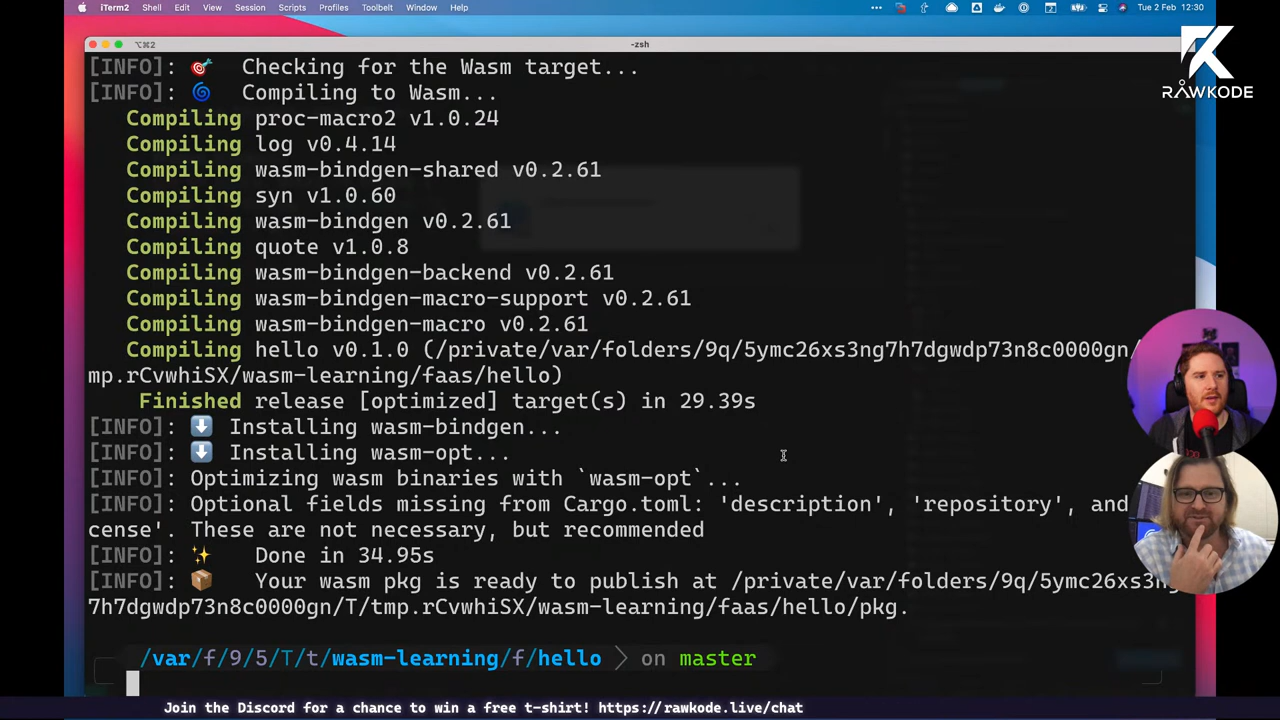 iTerm2 Shell Edit View Session Scripts Profiles Toolbelt Window Help Tue 2 Feb 12:30
⌥⌘2 -zsh
RAWKODE
[INFO]: 🎯 Checking for the Wasm target...
[INFO]: 🌀 Compiling to Wasm...
Compiling proc-macro2 v1.0.24
Compiling log v0.4.14
Compiling wasm-bindgen-shared v0.2.61
Compiling syn v1.0.60
Compiling wasm-bindgen v0.2.61
Compiling quote v1.0.8
Compiling wasm-bindgen-backend v0.2.61
Compiling wasm-bindgen-macro-support v0.2.61
Compiling wasm-bindgen-macro v0.2.61
Compiling hello v0.1.0 (/private/var/folders/9q/5ymc26xs3ng7h7dgwdp73n8c0000gn/
mp.rCvwhiSX/wasm-learning/faas/hello)
Finished release [optimized] target(s) in 29.39s
[INFO]: ⬇️ Installing wasm-bindgen...
[INFO]: ⬇️ Installing wasm-opt...
[INFO]: Optimizing wasm binaries with `wasm-opt`...
[INFO]: Optional fields missing from Cargo.toml: 'description', 'repository', and
cense'. These are not necessary, but recommended
[INFO]: ✨ Done in 34.95s
[INFO]: 📦 Your wasm pkg is ready to publish at /private/var/folders/9q/5ymc26xs3n
7h7dgwdp73n8c0000gn/T/tmp.rCvwhiSX/wasm-learning/faas/hello/pkg.
/var/f/9/5/T/t/wasm-learning/f/hello > on master
Join the Discord for a chance to win a free t-shirt! https://rawkode.live/chat